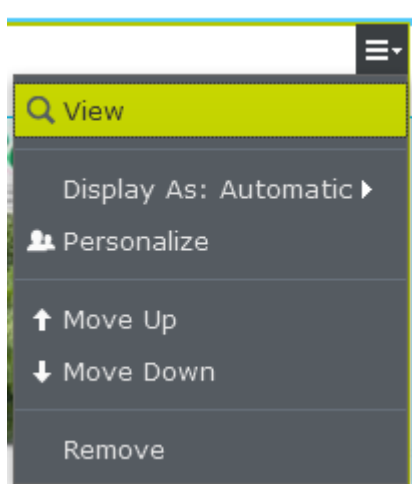 View
Display As: Automatic
Personalize
Move Up
Move Down
Remove